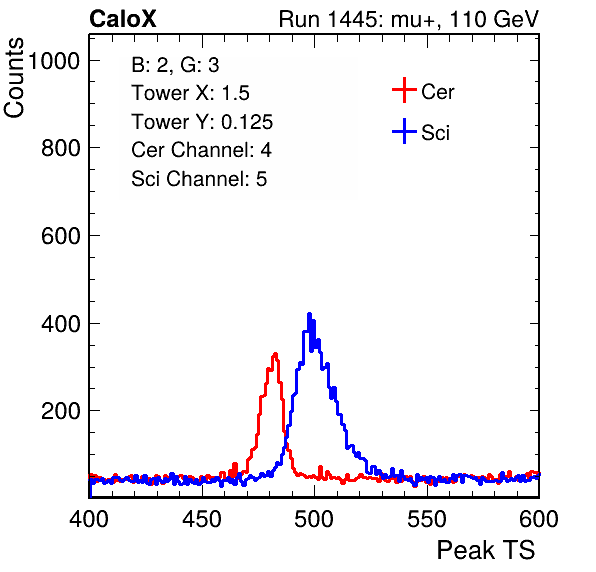 CaloX Run 1445: mu+, 110 GeV
Counts
1000
800
600
400
200
B: 2, G: 3
Tower X: 1.5
Tower Y: 0.125
Cer Channel: 4
Sci Channel: 5
Cer
Sci
400 450 500 550 600
Peak TS